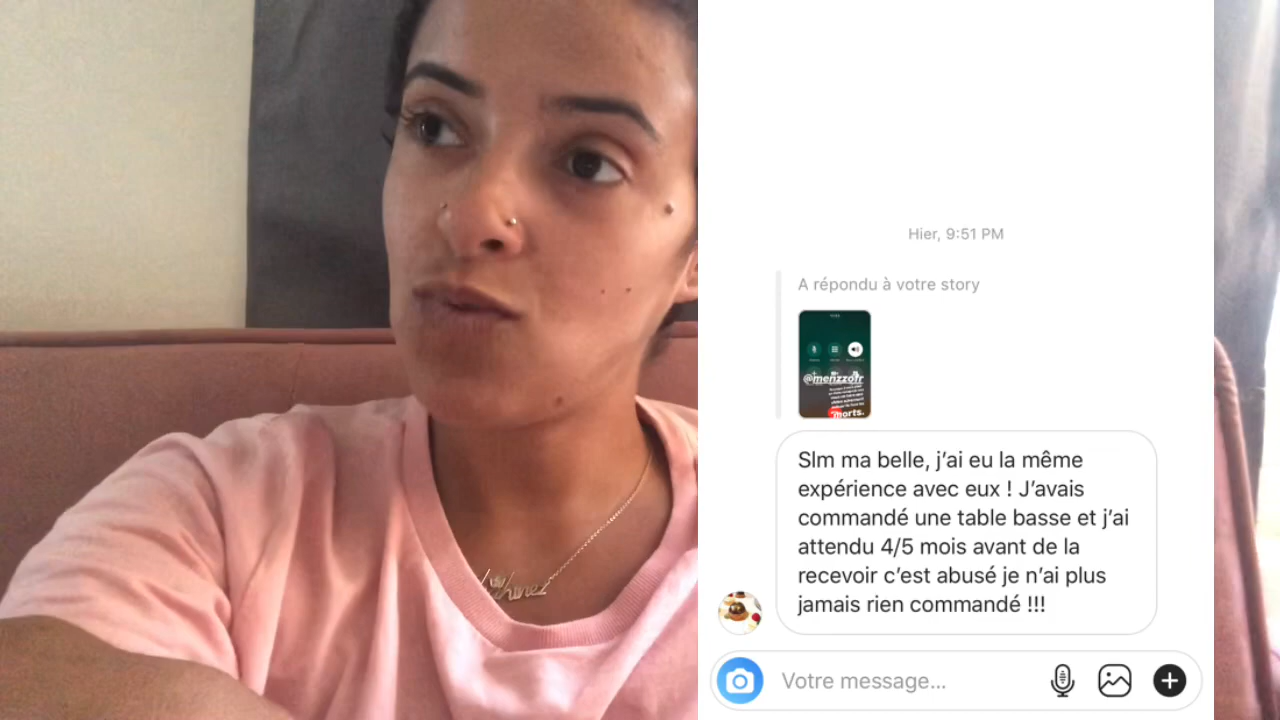 Hier, 9:51 PM
A répondu à votre story
@menzzofr
morts.
Slm ma belle, j’ai eu la même
expérience avec eux ! J’avais
commandé une table basse et j’ai
attendu 4/5 mois avant de la
recevoir c’est abusé je n’ai plus
jamais rien commandé !!!
Votre message...